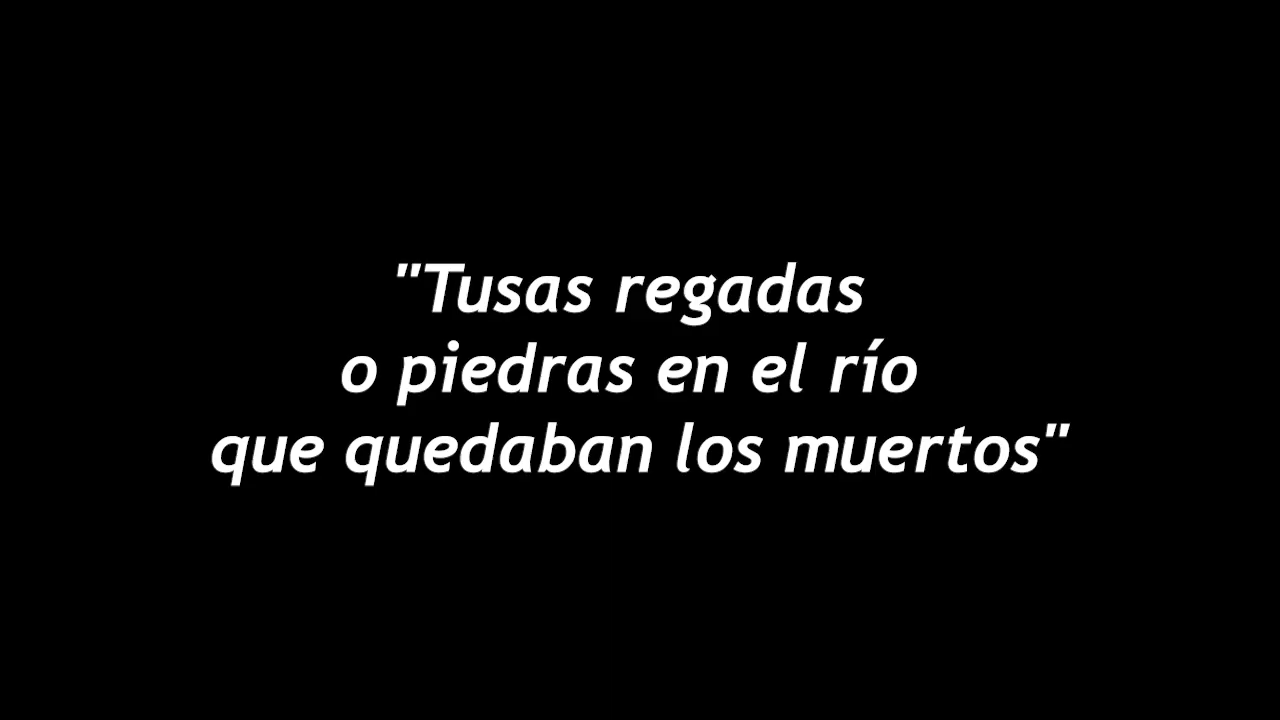 "Tusas regadas
o piedras en el río
que quedaban los muertos"